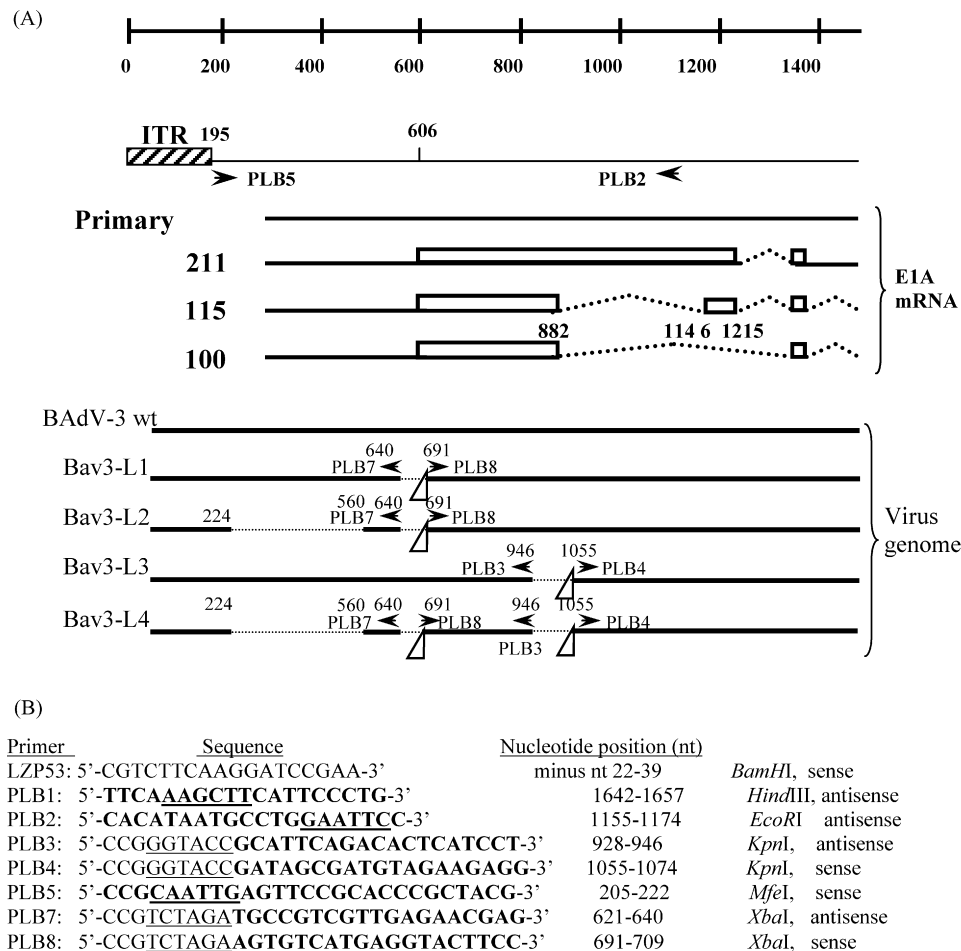 (A)
0 200 400 600 800 1000 1200 1400
ITR 195 606
PLB5 PLB2
Primary
211
115
882 114 6 1215
100
E1A
mRNA
BAdV-3 wt
640 691
Bav3-L1 PLB7 PLB8
224 560 640 691
Bav3-L2 PLB7 PLB8
946 1055
Bav3-L3 PLB3 PLB4
224 560 640 691 946 1055
Bav3-L4 PLB7 PLB8 PLB4
PLB3
Virus
genome
(B)
Primer Sequence Nucleotide position (nt)
LZP53: 5’-CGTCTTCAAGGATCCGAA-3’ minus nt 22-39 BamHI, sense
PLB1: 5’-TTCAAAGCTTCATTCCCTG-3’ 1642-1657 HindIII, antisense
PLB2: 5’-CACATAATGCCTGGAATTCC-3’ 1155-1174 EcoRI antisense
PLB3: 5’-CCGGGTACCGCATTCAGACACTCATCCT-3’ 928-946 KpnI, antisense
PLB4: 5’-CCGGGTACCGATAGCGATGTAGAAGAGG-3’ 1055-1074 KpnI, sense
PLB5: 5’-CCGCAATTGAGTTCCGCACCCGCTACG-3’ 205-222 MfeI, sense
PLB7: 5’-CCGTCTAGATGCCGTCGTTGAGAACGAG-3’ 621-640 XbaI, antisense
PLB8: 5’-CCGTCTAGAAGTGTCATGAGGTACTTCC-3’ 691-709 XbaI, sense